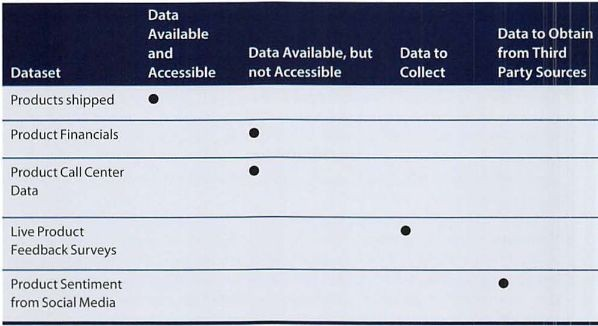 Dataset
Data
Available
and
Accessible
Data Available, but
not Accessible
Data to
Collect
Data to Obtain
from Third
Party Sources
Products shipped ●
Product Financials ●
Product Call Center ●
Data
Live Product ●
Feedback Surveys
Product Sentiment ●
from Social Media